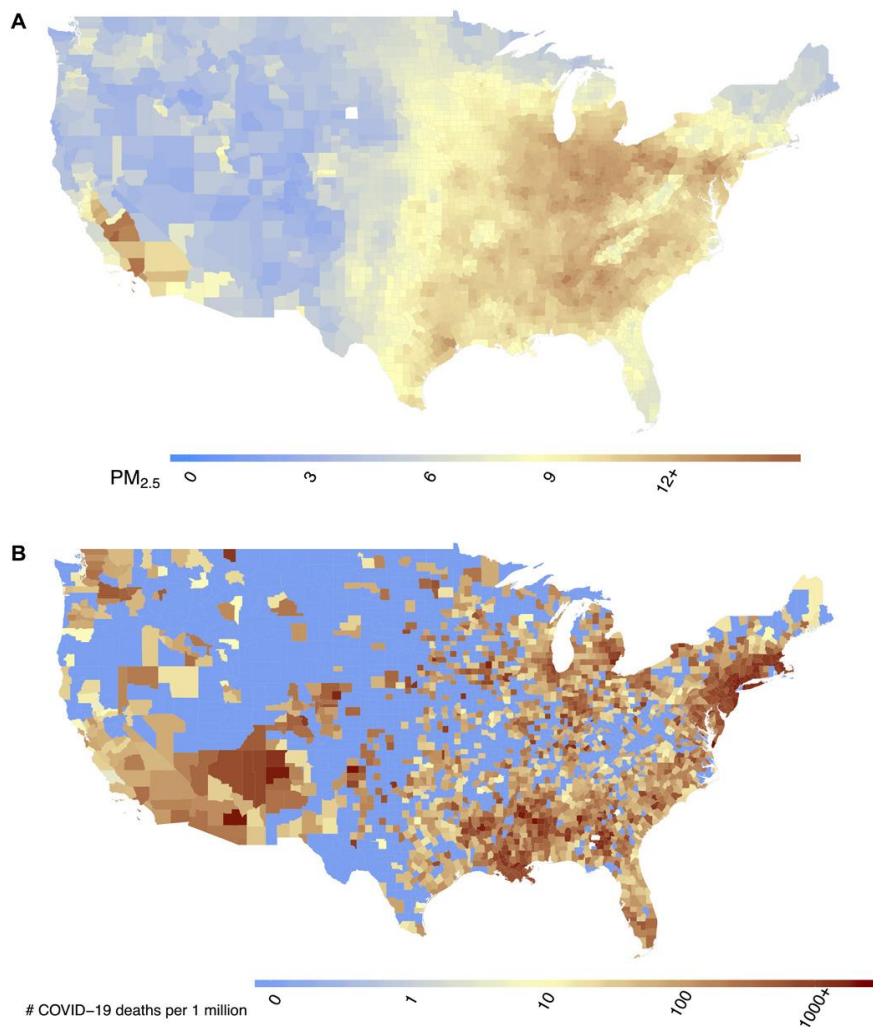 A
PM2.5
0 3 6 9 12+
B
# COVID−19 deaths per 1 million
0 1 10 100 1000+